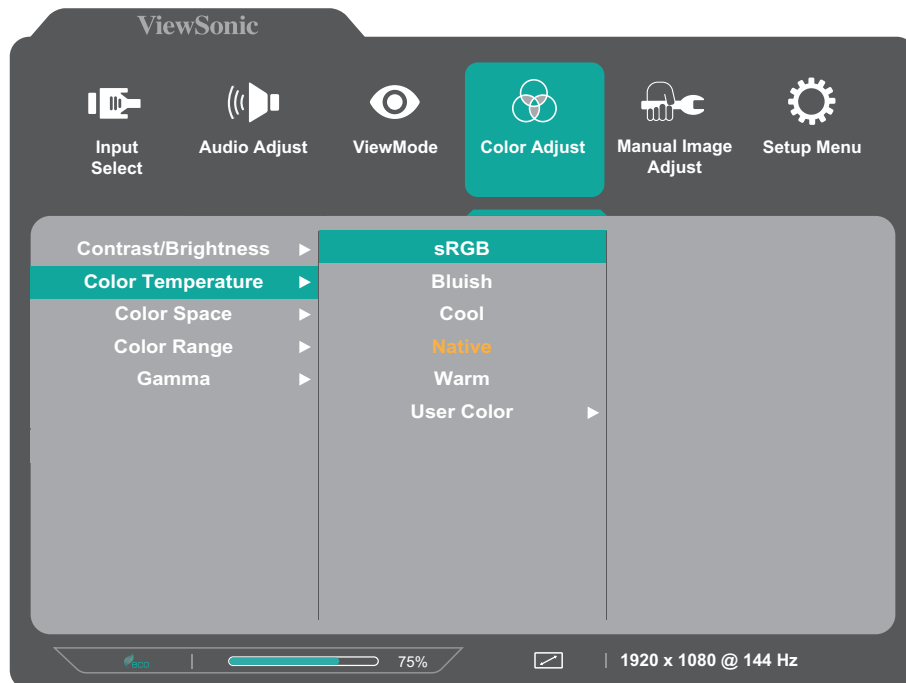 ViewSonic
Input Select
Audio Adjust
ViewMode
Color Adjust
Manual Image Adjust
Setup Menu
Contrast/Brightness
Color Temperature
Color Space
Color Range
Gamma
sRGB
Bluish
Cool
Native
Warm
User Color
eco
75%
1920 x 1080 @ 144 Hz